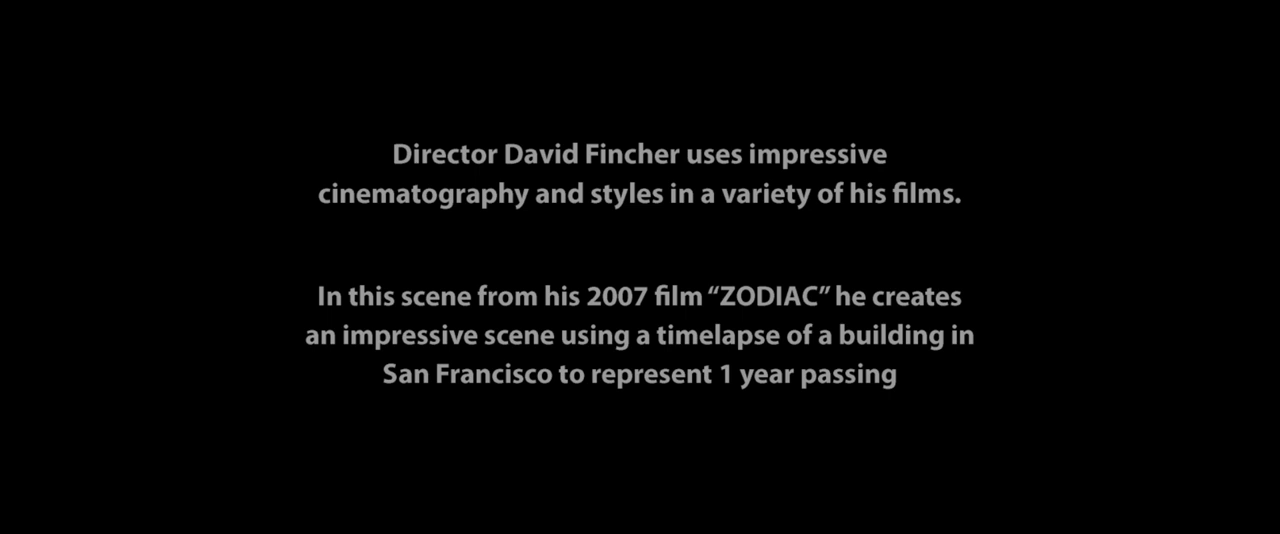 Director David Fincher uses impressive
cinematography and styles in a variety of his films.
In this scene from his 2007 film “ZODIAC” he creates
an impressive scene using a timelapse of a building in
San Francisco to represent 1 year passing